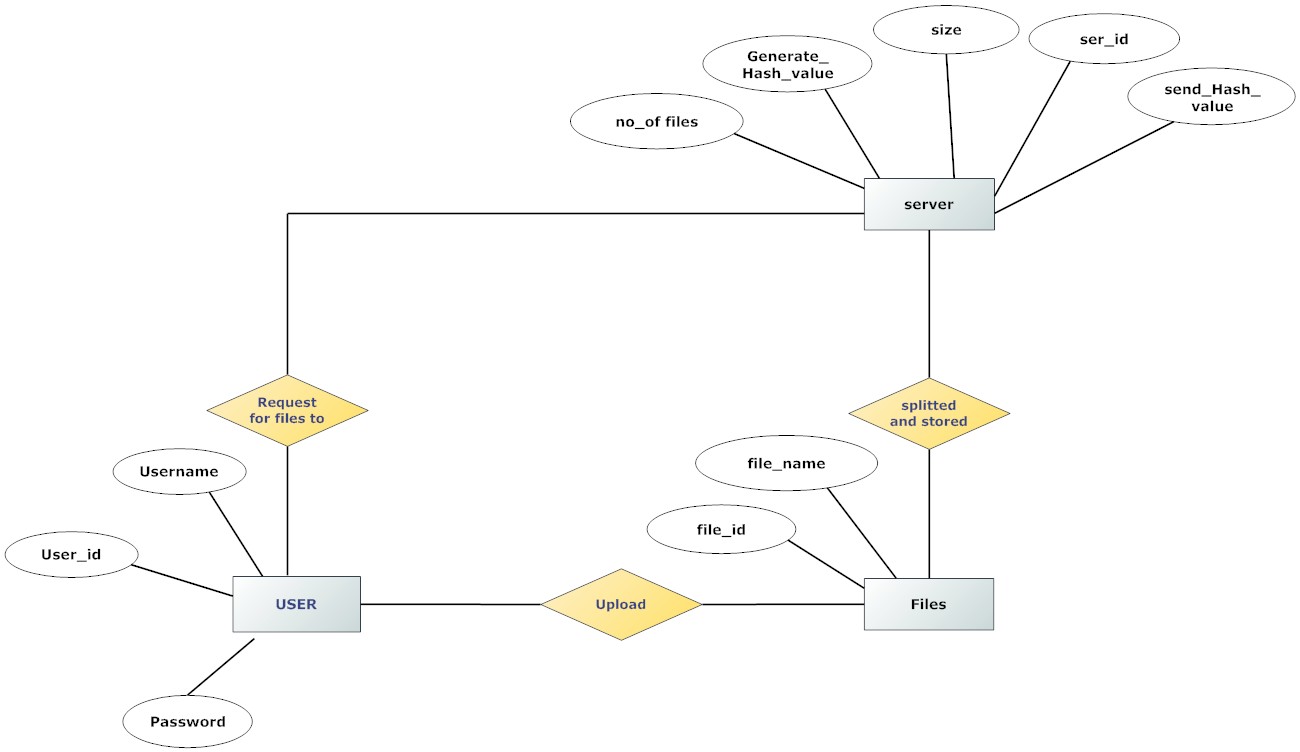 size
ser_id
Generate_
Hash_value
send_Hash_
value
no_of files
server
Request
for files to
splitted
and stored
Username
file_name
file_id
User_id
USER
Upload
Files
Password